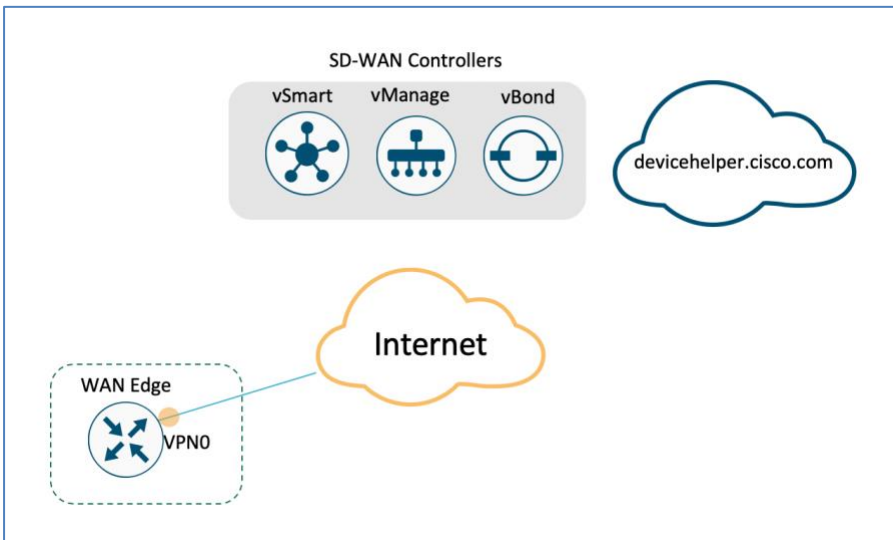 SD-WAN Controllers
vSmart
vManage
vBond
devicehelper.cisco.com
Internet
WAN Edge
VPN0